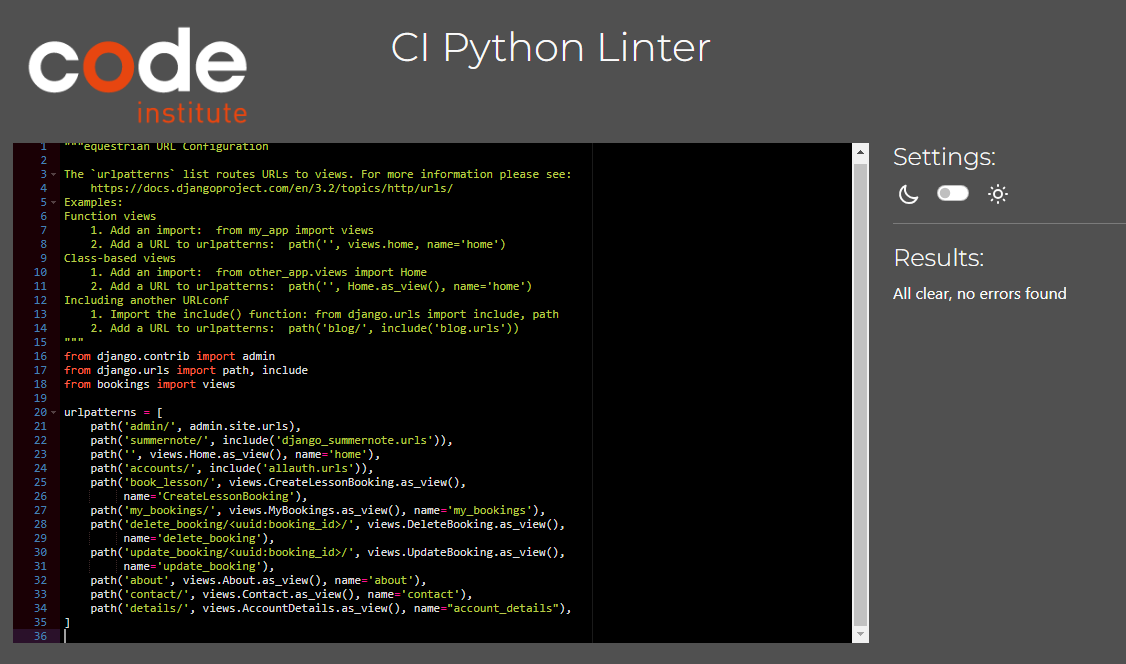 code
institute
CI Python Linter
1 """equestrian URL Configuration
2
3 The `urlpatterns` list routes URLs to views. For more information please see:
4     https://docs.djangoproject.com/en/3.2/topics/http/urls/
5 Examples:
6 Function views
7     1. Add an import:  from my_app import views
8     2. Add a URL to urlpatterns:  path('', views.home, name='home')
9 Class-based views
10     1. Add an import:  from other_app.views import Home
11     2. Add a URL to urlpatterns:  path('', Home.as_view(), name='home')
12 Including another URLconf
13     1. Import the include() function: from django.urls import include, path
14     2. Add a URL to urlpatterns:  path('blog/', include('blog.urls'))
15 """
16 from django.contrib import admin
17 from django.urls import path, include
18 from bookings import views
19
20 urlpatterns = [
21     path('admin/', admin.site.urls),
22     path('summernote/', include('django_summernote.urls')),
23     path('', views.Home.as_view(), name='home'),
24     path('accounts/', include('allauth.urls')),
25     path('book_lesson/', views.CreateLessonBooking.as_view(),
26          name='CreateLessonBooking'),
27     path('my_bookings/', views.MyBookings.as_view(), name='my_bookings'),
28     path('delete_booking/<uuid:booking_id>/', views.DeleteBooking.as_view(),
29          name='delete_booking'),
30     path('update_booking/<uuid:booking_id>/', views.UpdateBooking.as_view(),
31          name='update_booking'),
32     path('about', views.About.as_view(), name='about'),
33     path('contact/', views.Contact.as_view(), name='contact'),
34     path('details/', views.AccountDetails.as_view(), name="account_details"),
35 ]
36
Settings:
Results:
All clear, no errors found